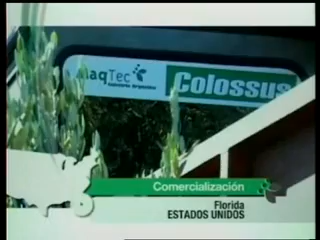 MaqTec
Industria Argentina
Colossus
Comercialización
Florida
ESTADOS UNIDOS